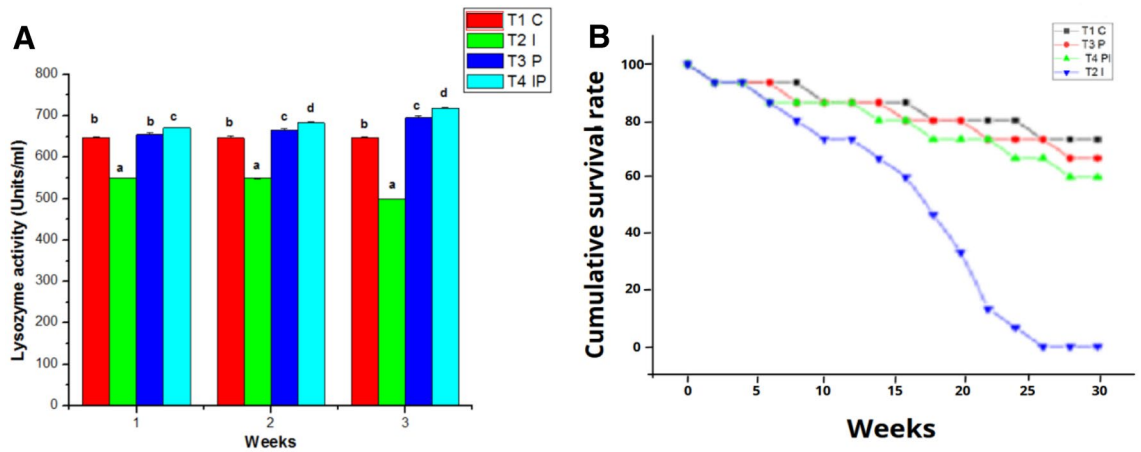 A
T1 C
T2 I
T3 P
T4 IP
Lysozyme activity (Units/ml)
800
700
600
500
400
300
200
100
0
b
a
b
c
b
a
c
d
b
a
c
d
1
2
3
Weeks
B
T1 C
T3 P
T4 PI
T2 I
Cumulative survival rate
100
80
60
40
20
0
0
5
10
15
20
25
30
Weeks